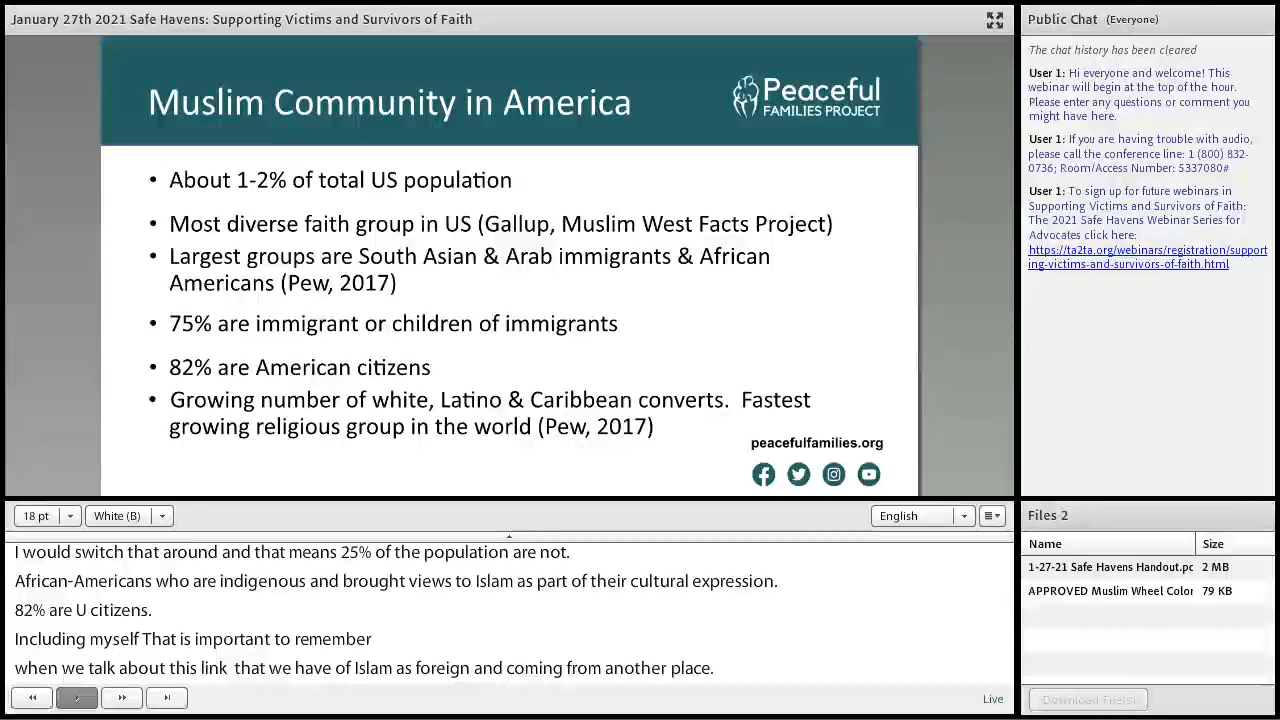 January 27th 2021 Safe Havens: Supporting Victims and Survivors of Faith
Muslim Community in America
Peaceful
FAMILIES PROJECT
• About 1-2% of total US population
• Most diverse faith group in US (Gallup, Muslim West Facts Project)
• Largest groups are South Asian & Arab immigrants & African
Americans (Pew, 2017)
• 75% are immigrant or children of immigrants
• 82% are American citizens
• Growing number of white, Latino & Caribbean converts.  Fastest
growing religious group in the world (Pew, 2017)
peacefulfamilies.org
18 pt
White (B)
English
I would switch that around and that means 25% of the population are not.
African-Americans who are indigenous and brought views to Islam as part of their cultural expression.
82% are U citizens.
Including myself That is important to remember
when we talk about this link  that we have of Islam as foreign and coming from another place.
Live
Public Chat (Everyone)
The chat history has been cleared
User 1: Hi everyone and welcome! This
webinar will begin at the top of the hour.
Please enter any questions or comment you
might have here.
User 1: If you are having trouble with audio,
please call the conference line: 1 (800) 832-
0736; Room/Access Number: 5337080#
User 1: To sign up for future webinars in
Supporting Victims and Survivors of Faith:
The 2021 Safe Havens Webinar Series for
Advocates click here:
https://ta2ta.org/webinars/registration/support
ing-victims-and-survivors-of-faith.html
Files 2
Name Size
1-27-21 Safe Havens Handout.pc 2 MB
APPROVED Muslim Wheel Color 79 KB
Download File(s)